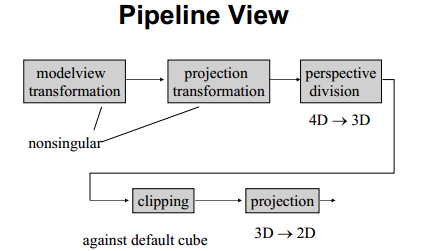 Pipeline View
modelview
transformation
projection
transformation
perspective
division
4D → 3D
nonsingular
clipping
projection
against default cube
3D → 2D